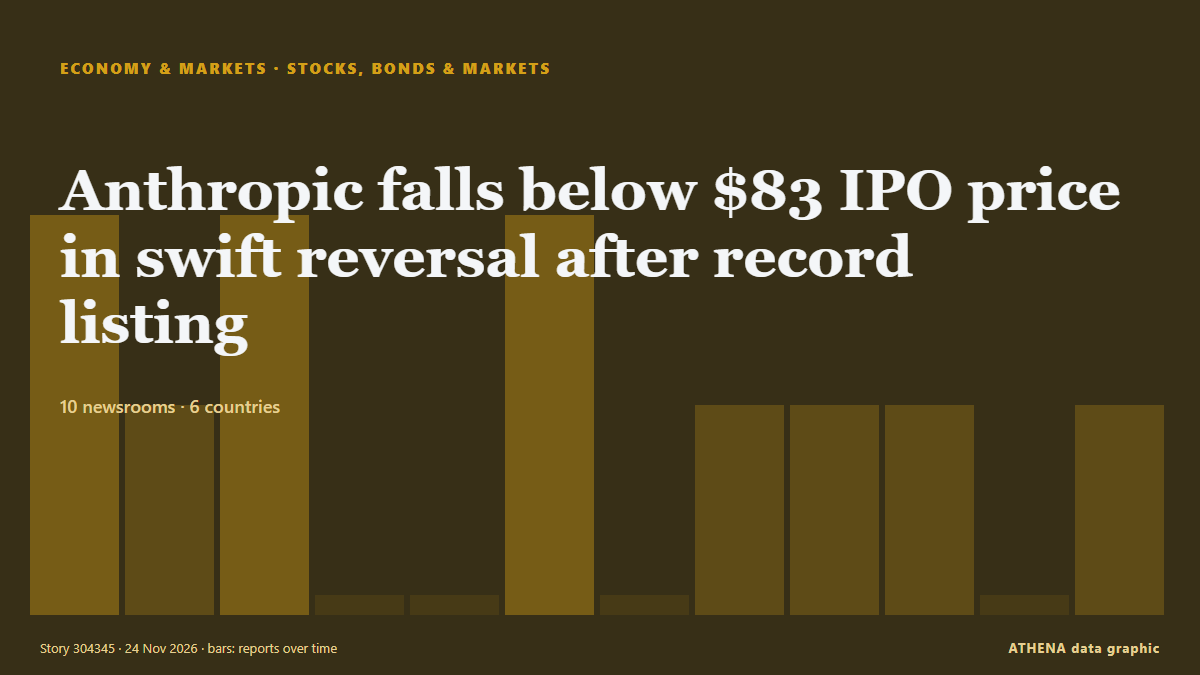 ECONOMY & MARKETS · STOCKS, BONDS & MARKETS
Anthropic falls below $83 IPO price
in swift reversal after record
listing
10 newsrooms · 6 countries
Story 304345 · 24 Nov 2026 · bars: reports over time
ATHENA data graphic